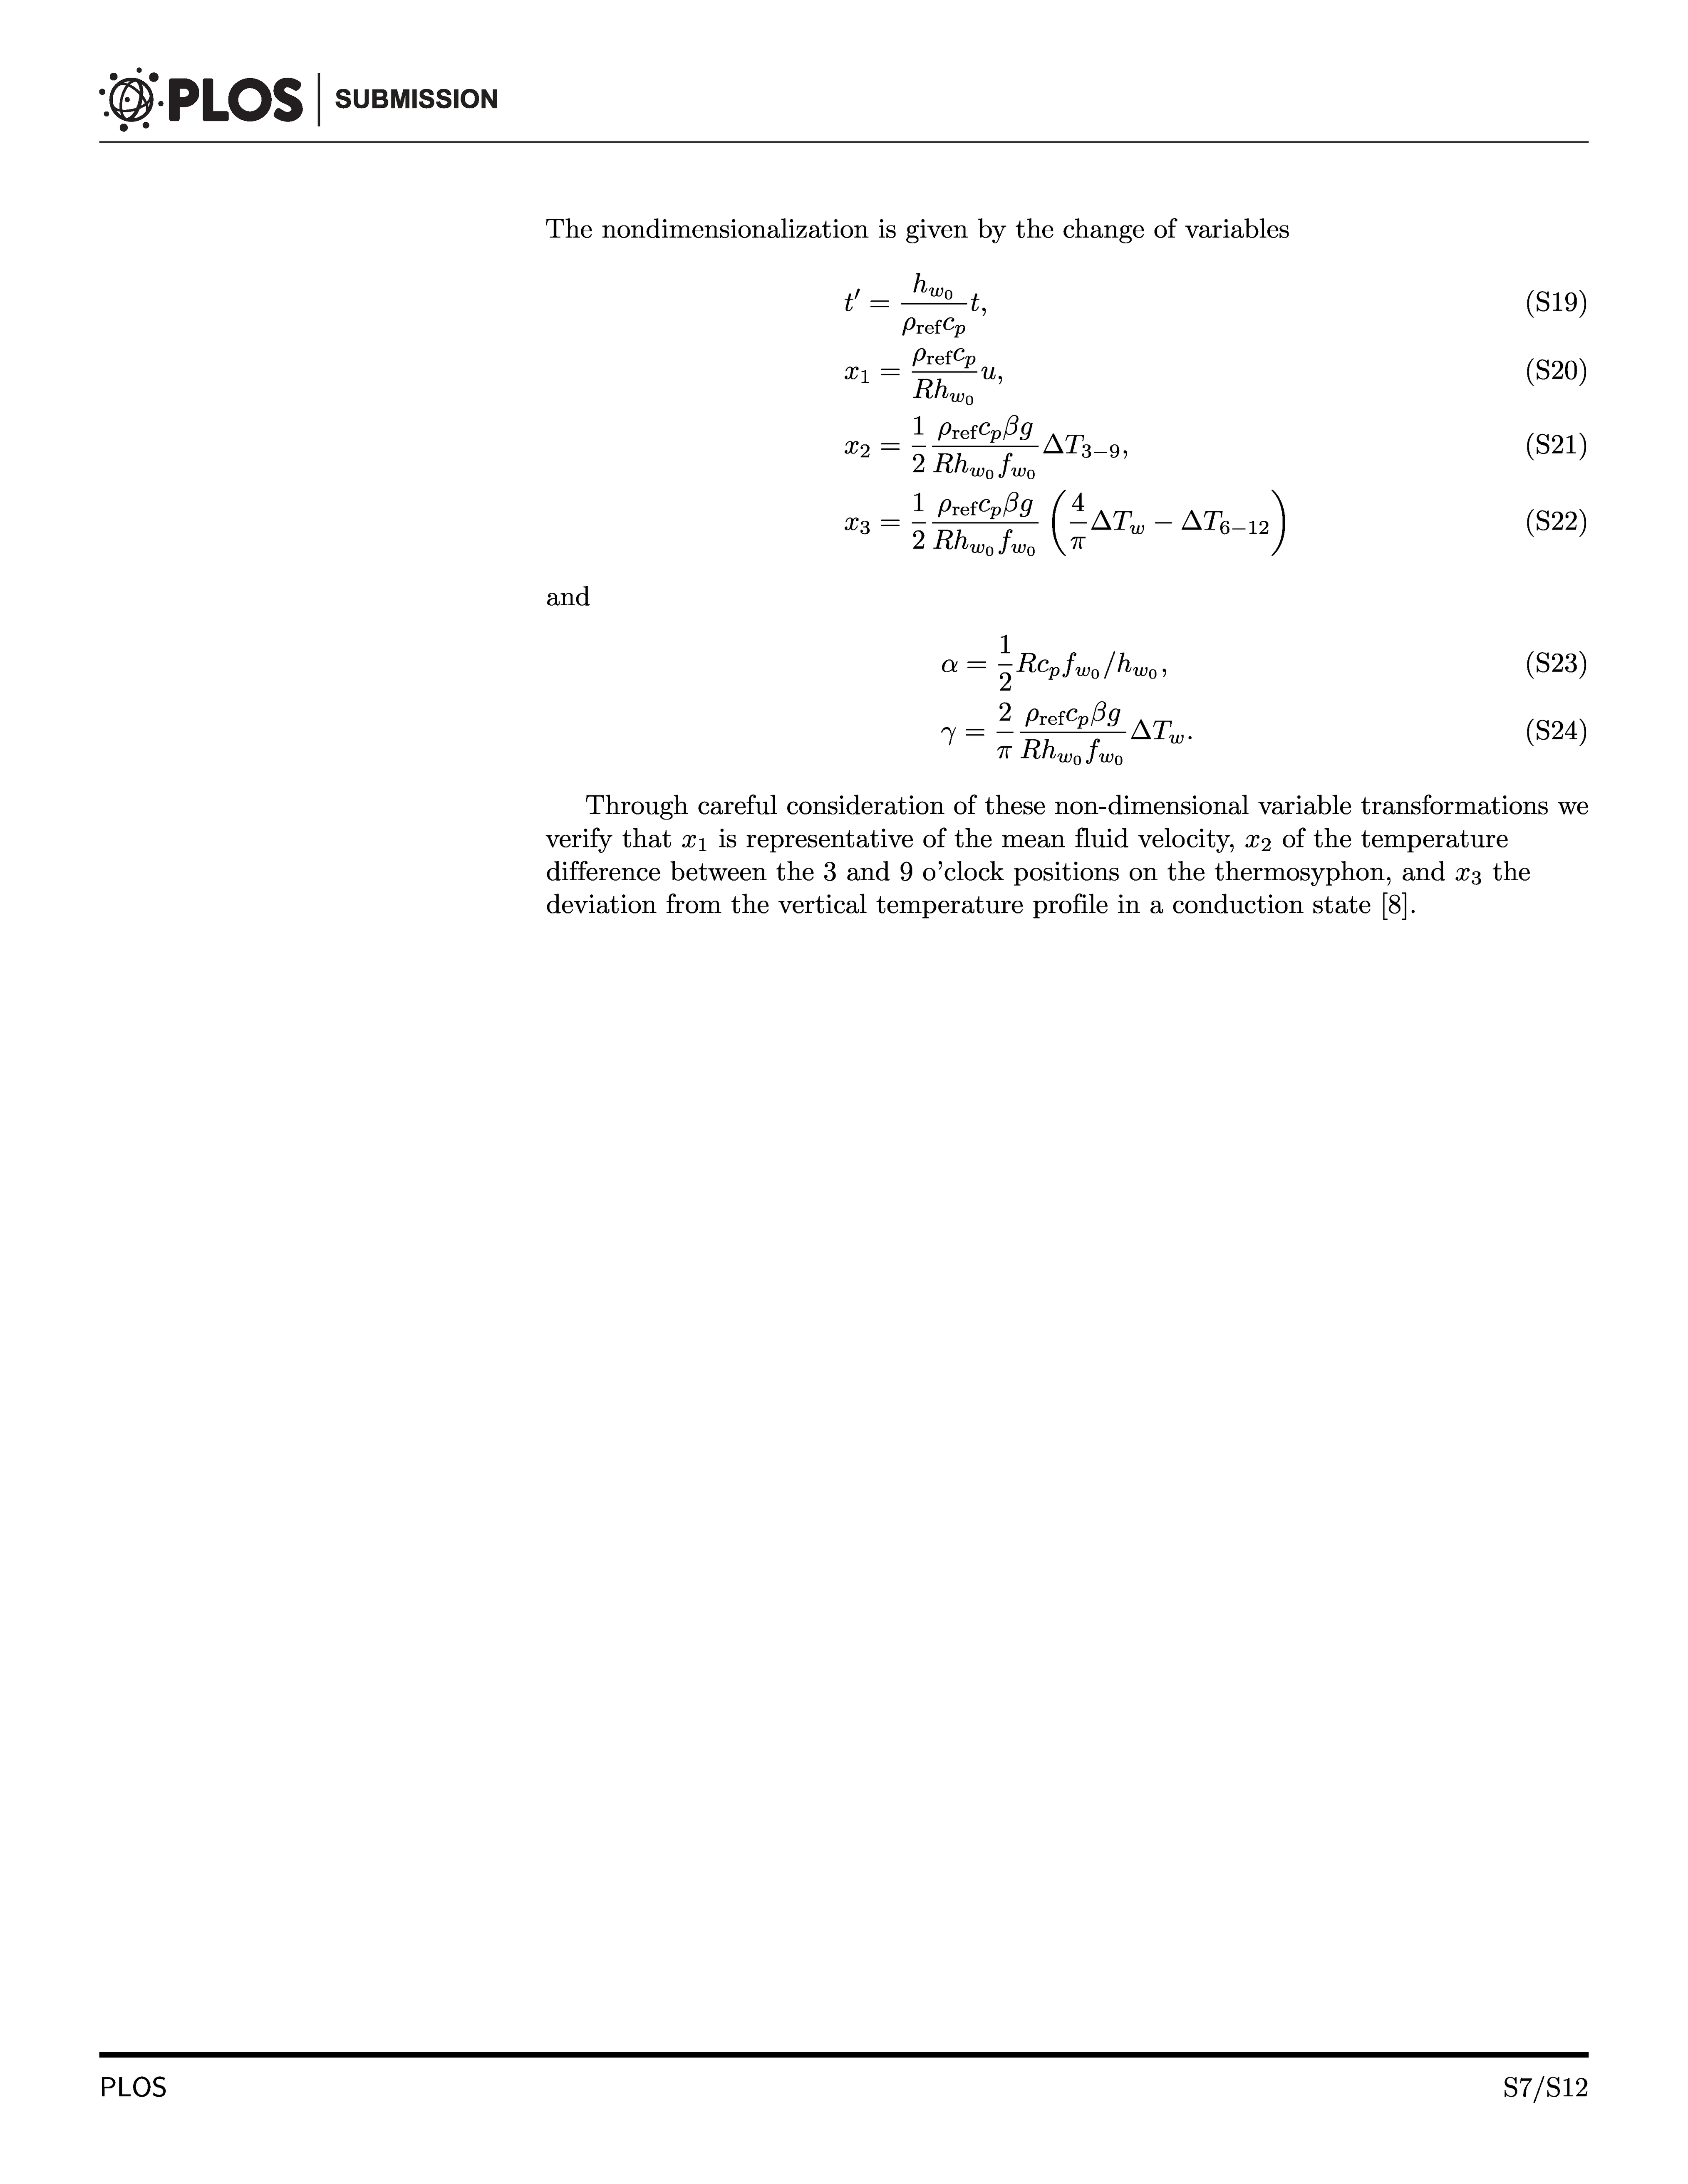 PLOS | SUBMISSION
The nondimensionalization is given by the change of variables
$t' = \frac{h_{w_0}}{\rho_{\text{ref}} c_p} t,$ (S19)
$x_1 = \frac{\rho_{\text{ref}} c_p}{R h_{w_0}} u,$ (S20)
$x_2 = \frac{1}{2} \frac{\rho_{\text{ref}} c_p \beta g}{R h_{w_0} f_{w_0}} \Delta T_{3-9},$ (S21)
$x_3 = \frac{1}{2} \frac{\rho_{\text{ref}} c_p \beta g}{R h_{w_0} f_{w_0}} \left( \frac{4}{\pi} \Delta T_w - \Delta T_{6-12} \right)$ (S22)
and
$\alpha = \frac{1}{2} R c_p f_{w_0} / h_{w_0},$ (S23)
$\gamma = \frac{2}{\pi} \frac{\rho_{\text{ref}} c_p \beta g}{R h_{w_0} f_{w_0}} \Delta T_w.$ (S24)
Through careful consideration of these non-dimensional variable transformations we
verify that $x_1$ is representative of the mean fluid velocity, $x_2$ of the temperature
difference between the 3 and 9 o'clock positions on the thermosyphon, and $x_3$ the
deviation from the vertical temperature profile in a conduction state [8].
PLOS S7/S12